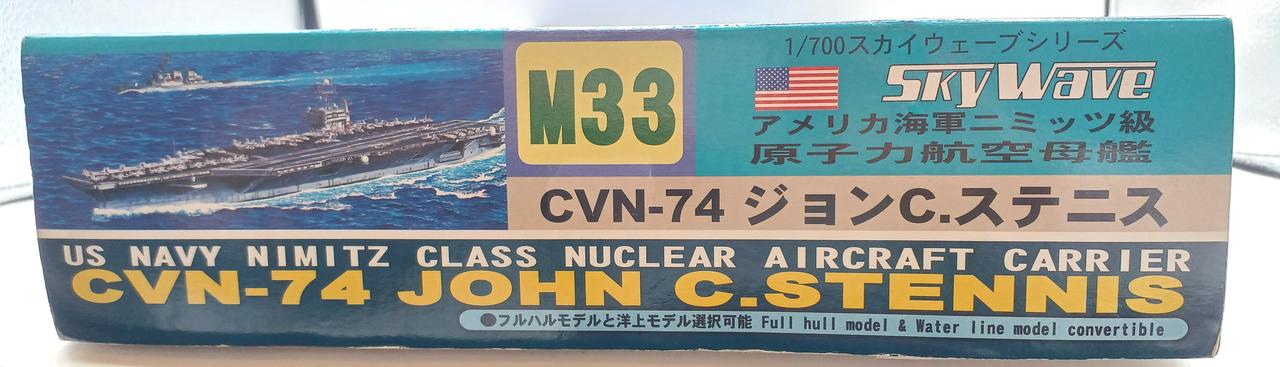 M33
1/700スカイウェーブシリーズ
SkyWave
アメリカ海軍ニミッツ級
原子力航空母艦
CVN-74 ジョンC.ステニス
US NAVY NIMITZ CLASS NUCLEAR AIRCRAFT CARRIER
CVN-74 JOHN C.STENNIS
●フルハルモデルと洋上モデル選択可能 Full hull model & Water line model convertible